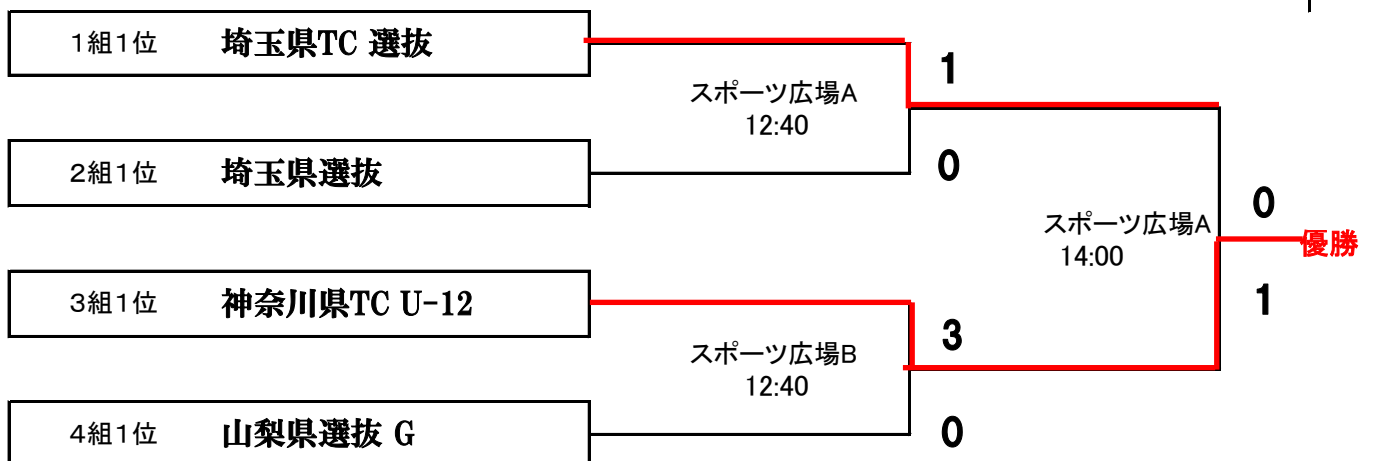 1組1位 埼玉県TC 選抜
1
スポーツ広場A
12:40
2組1位 埼玉県選抜
0
スポーツ広場A
14:00
0
優勝
1
3組1位 神奈川県TC U-12
3
スポーツ広場B
12:40
4組1位 山梨県選抜 G
0